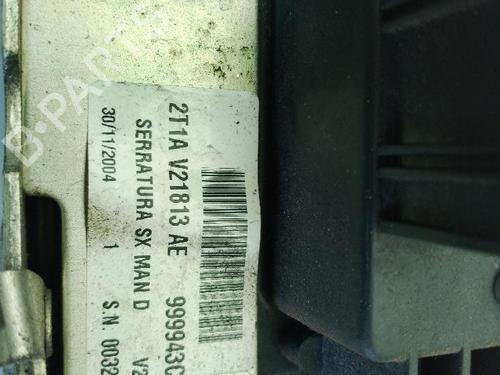 2T1A V21813 AE 999943C
SERRATURA SX MAN D V2
30/11/2004 1 S.N. 0032
B-PARTS